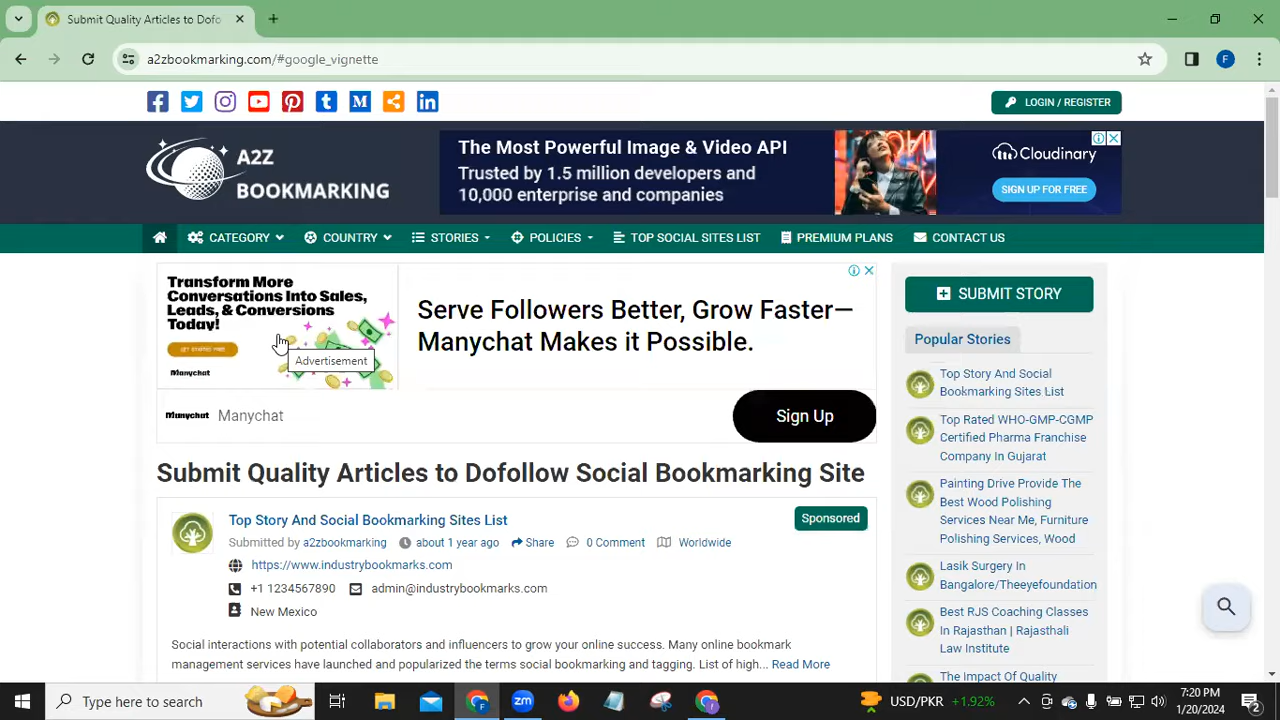 Submit Quality Articles to Dofo
a2zbookmarking.com/#google_vignette
F
LOGIN / REGISTER
A2Z
BOOKMARKING
The Most Powerful Image & Video API
Trusted by 1.5 million developers and
10,000 enterprise and companies
Cloudinary
SIGN UP FOR FREE
CATEGORY
COUNTRY
STORIES
POLICIES
TOP SOCIAL SITES LIST
PREMIUM PLANS
CONTACT US
Transform More
Conversations Into Sales,
Leads, & Conversions
Today!
GET STARTED FREE
Manychat
Advertisement
Serve Followers Better, Grow Faster—
Manychat Makes it Possible.
Manychat
Manychat
Sign Up
Submit Quality Articles to Dofollow Social Bookmarking Site
Top Story And Social Bookmarking Sites List
Sponsored
Submitted by a2zbookmarking about 1 year ago Share 0 Comment Worldwide
https://www.industrybookmarks.com
+1 1234567890 admin@industrybookmarks.com
New Mexico
Social interactions with potential collaborators and influencers to grow your online success. Many online bookmark
management services have launched and popularized the terms social bookmarking and tagging. List of high... Read More
SUBMIT STORY
Popular Stories
Top Story And Social
Bookmarking Sites List
Top Rated WHO-GMP-CGMP
Certified Pharma Franchise
Company In Gujarat
Painting Drive Provide The
Best Wood Polishing
Services Near Me, Furniture
Polishing Services, Wood
Lasik Surgery In
Bangalore/Theeyefoundation
Best RJS Coaching Classes
In Rajasthan | Rajasthali
Law Institute
The Impact Of Quality
Type here to search
zm
USD/PKR +1.92%
7:20 PM
1/20/2024
2